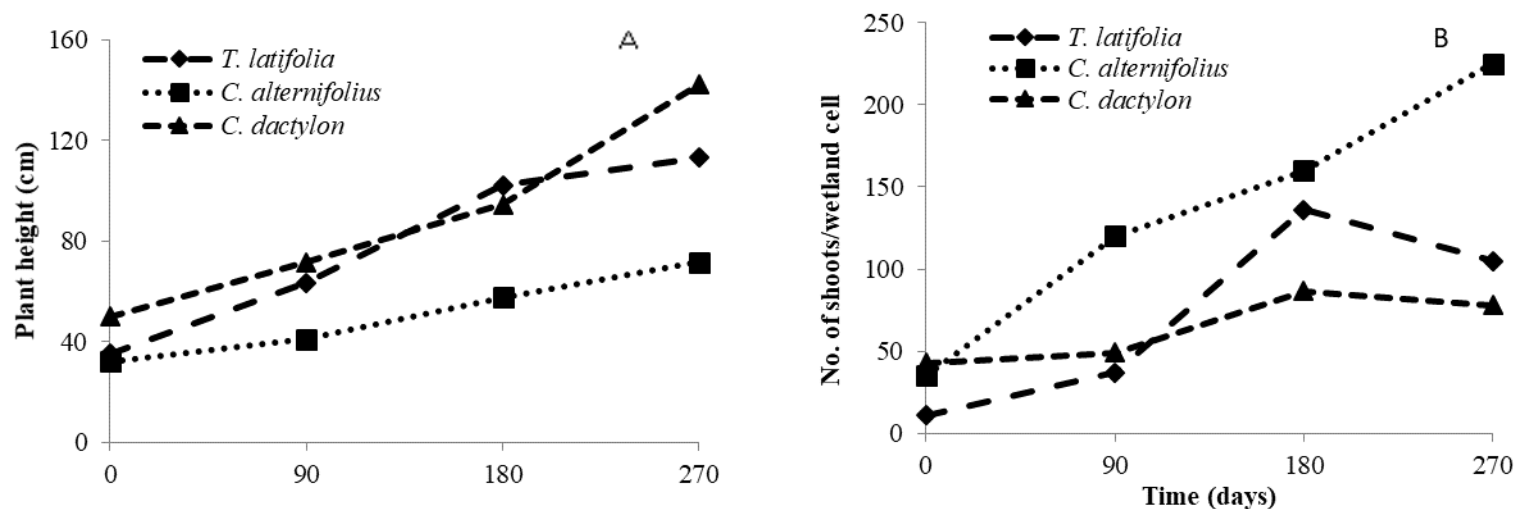 A
160
120
80
40
0
Plant height (cm)
T. latifolia
C. alternifolius
C. dactylon
0 90 180 270
B
250
200
150
100
50
0
No. of shoots/wetland cell
T. latifolia
C. alternifolius
C. dactylon
0 90 180 270
Time (days)